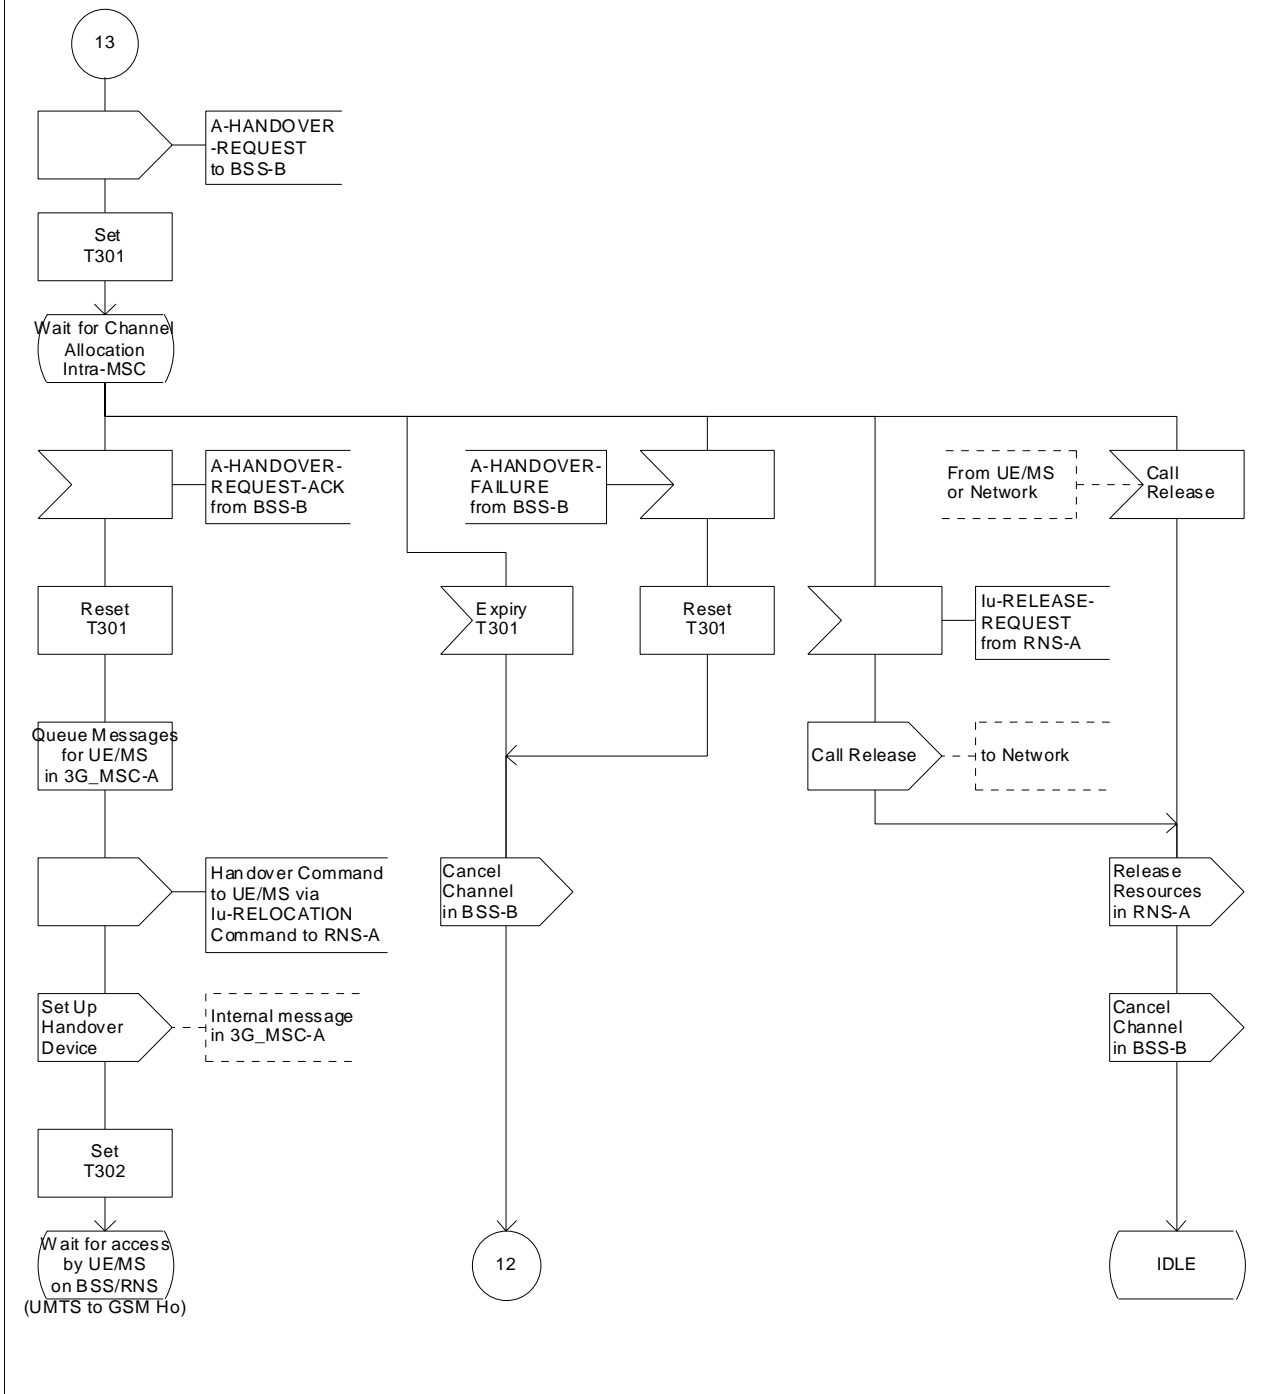 13
A-HANDOVER
-REQUEST
to BSS-B
Set
T301
Wait for Channel
Allocation
Intra-MSC
A-HANDOVER-
REQUEST-ACK
from BSS-B
A-HANDOVER-
FAILURE
from BSS-B
From UE/MS
or Network
Call
Release
Reset
T301
Expiry
T301
Reset
T301
Iu-RELEASE-
REQUEST
from RNS-A
Queue Messages
for UE/MS
in 3G_MSC-A
Call Release
to Network
Handover Command
to UE/MS via
Iu-RELOCATION
Command to RNS-A
Cancel
Channel
in BSS-B
Release
Resources
in RNS-A
Set Up
Handover
Device
Internal message
in 3G_MSC-A
Cancel
Channel
in BSS-B
Set
T302
Wait for access
by UE/MS
on BSS/RNS
(UMTS to GSM Ho)
12
IDLE